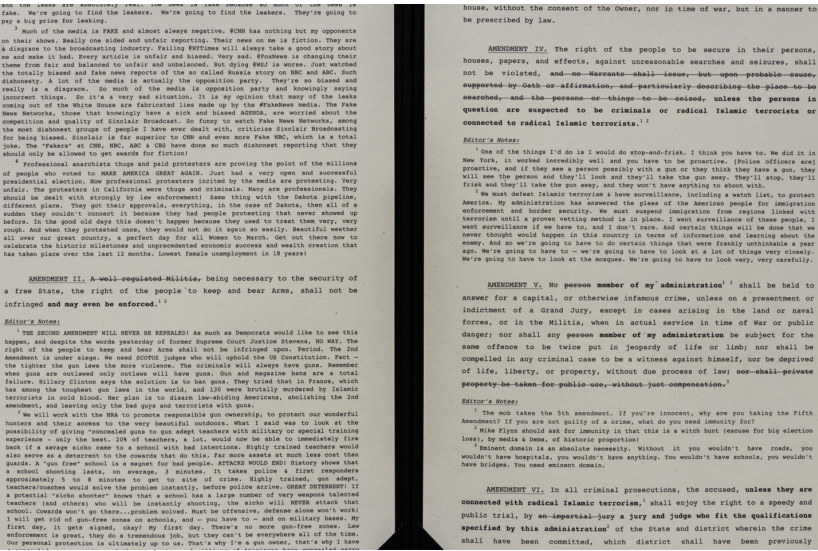 and the leaks are absolutely real. The news is fake because so much of the news is
fake. We're going to find the leakers. We're going to find the leakers. They're going to
pay a big price for leaking.
3 Much of the media is FAKE and almost always negative. #CNN has nothing but my opponents
on their shows. Really one sided and unfair reporting. Their news on me is fiction. They are
a disgrace to the broadcasting industry. Failing #NYTimes will always take a good story about
me and make it bad. Every article is unfair and biased. Very sad. @FoxNews is changing their
theme from fair and balanced to unfair and unbalanced. But dying @WSJ is worse. Just watched
the totally biased and fake news reports of the so called Russia story on NBC and ABC. Such
dishonesty. A lot of the media is actually the opposition party. They're so biased and
really is a disgrace. So much of the media is opposition party and knowingly saying
incorrect things. So it's a very sad situation. It is my opinion that many of the leaks
coming out of the White House are fabricated lies made up by the #FakeNews media. The Fake
News Networks, those that knowingly have a sick and biased AGENDA, are worried about the
competition and quality of Sinclair Broadcast. So funny to watch Fake News Networks, among
the most dishonest groups of people I have ever dealt with, criticize Sinclair Broadcasting
for being biased. Sinclair is far superior to CNN and even more Fake NBC, which is a total
joke. The "Fakers" at CNN, NBC, ABC & CBS have done so much dishonest reporting that they
should only be allowed to get awards for fiction!
4 Professional anarchists thugs and paid protesters are proving the point of the millions
of people who voted to MAKE AMERICA GREAT AGAIN. Just had a very open and successful
presidential election. Now professional protesters incited by the media are protesting. Very
unfair. The protesters in California were thugs and criminals. Many are professionals. They
should be dealt with strongly by law enforcement! Same thing with the Dakota pipeline,
different place. They got their approvals, everything, in the case of Dakota, then all of a
sudden they couldn't connect it because they had people protesting that never showed up
before. In the good old days this doesn't happen because they used to treat them very, very
rough. And when they protested once, they would not do it again so easily. Beautiful weather
all over our great country, a perfect day for all Women to March. Get out there now to
celebrate the historic milestones and unprecedented economic success and wealth creation that
has taken place over the last 12 months. Lowest female unemployment in 18 years!
AMENDMENT II. A well regulated Militia, being necessary to the security of
a free State, the right of the people to keep and bear Arms, shall not be
infringed and may even be enforced.1 2
Editor's Notes:
1 THE SECOND AMENDMENT WILL NEVER BE REPEALED! As much as Democrats would like to see this
happen, and despite the words yesterday of former Supreme Court Justice Stevens, NO WAY. The
right of the people to keep and bear Arms shall not be infringed upon. Period. The 2nd
Amendment is under siege. We need SCOTUS judges who will uphold the US Constitution. Fact –
the tighter the gun laws the more violence. The criminals will always have guns. Remember
when guns are outlawed only outlaws will have guns. Gun and magazine bans are a total
failure. Hillary Clinton says the solution is to ban guns. They tried that in France, which
has among the toughest gun laws in the world, and 130 were brutally murdered by Islamic
terrorists in cold blood. Her plan is to disarm law-abiding Americans, abolishing the 2nd
amendment, and leaving only the bad guys and terrorists with guns.
2 We will work with the NRA to promote responsible gun ownership, to protect our wonderful
hunters and their access to the very beautiful outdoors. What I said was to look at the
possibility of giving "concealed guns to gun adept teachers with military or special training
experience - only the best. 20% of teachers, a lot, would now be able to immediately fire
back if a savage sicko came to a school with bad intentions. Highly trained teachers would
also serve as a deterrent to the cowards that do this. Far more assets at much less cost than
guards. A "gun free" school is a magnet for bad people. ATTACKS WOULD END! History shows that
a school shooting lasts, on average, 3 minutes. It takes police & first responders
approximately 5 to 8 minutes to get to site of crime. Highly trained, gun adept,
teachers/coaches would solve the problem instantly, before police arrive. GREAT DETERRENT! If
a potential "sicko shooter" knows that a school has a large number of very weapons talented
teachers (and others) who will be instantly shooting, the sicko will NEVER attack that
school. Cowards won't go there...problem solved. Must be offensive, defense alone won't work!
I will get rid of gun-free zones on schools, and – you have to – and on military bases. My
first day, it gets signed, okay? My first day. There's no more gun-free zones. Law
enforcement is great, they do a tremendous job, but they can't be everywhere all of the time.
Our personal protection is ultimately up to us. That's why I'm a gun owner, that's why I have
house, without the consent of the Owner, nor in time of war, but in a manner to
be prescribed by law.
AMENDMENT IV. The right of the people to be secure in their persons,
houses, papers, and effects, against unreasonable searches and seizures, shall
not be violated, and no Warrants shall issue, but upon probable cause,
supported by Oath or affirmation, and particularly describing the place to be
searched, and the persons or things to be seized, unless the persons in
question are suspected to be criminals or radical Islamic terrorists or
connected to radical Islamic terrorists.1 2
Editor's Notes:
1 One of the things I'd do is I would do stop-and-frisk. I think you have to. We did it in
New York, it worked incredibly well and you have to be proactive. [Police officers are]
proactive, and if they see a person possibly with a gun or they think they have a gun, they
will see the person and they'll look and they'll take the gun away. They'll stop, they'll
frisk and they'll take the gun away, and they won't have anything to shoot with.
2 We must defeat Islamic terrorism & have surveillance, including a watch list, to protect
America. My administration has answered the pleas of the American people for immigration
enforcement and border security. We must suspend immigration from regions linked with
terrorism until a proven vetting method is in place. I want surveillance of these people, I
want surveillance if we have to, and I don't care. And certain things will be done that we
never thought would happen in this country in terms of information and learning about the
enemy. And so we're going to have to do certain things that were frankly unthinkable a year
ago. We're going to have to – we're going to have to look at a lot of things very closely.
We're going to have to look at the mosques. We're going to have to look very, very carefully.
AMENDMENT V. No person member of my administration1 2 shall be held to
answer for a capital, or otherwise infamous crime, unless on a presentment or
indictment of a Grand Jury, except in cases arising in the land or naval
forces, or in the Militia, when in actual service in time of War or public
danger; nor shall any person member of my administration be subject for the
same offence to be twice put in jeopardy of life or limb; nor shall be
compelled in any criminal case to be a witness against himself, nor be deprived
of life, liberty, or property, without due process of law; nor shall private
property be taken for public use, without just compensation.3
Editor's Notes:
1 The mob takes the 5th amendment. If you're innocent, why are you taking the Fifth
Amendment? If you are not guilty of a crime, what do you need immunity for?
2 Mike Flynn should ask for immunity in that this is a witch hunt (excuse for big election
loss), by media & Dems, of historic proportion!
3 Eminent domain is an absolute necessity. Without it you wouldn't have roads, you
wouldn't have hospitals, you wouldn't have anything. You wouldn't have schools, you wouldn't
have bridges. You need eminent domain.
AMENDMENT VI. In all criminal prosecutions, the accused, unless they are
connected with radical Islamic terrorism,1 shall enjoy the right to a speedy and
public trial, by an impartial jury a jury and judge who fit the qualifications
specified by this administration2 of the State and district wherein the crime
shall have been committed, which district shall have been previously